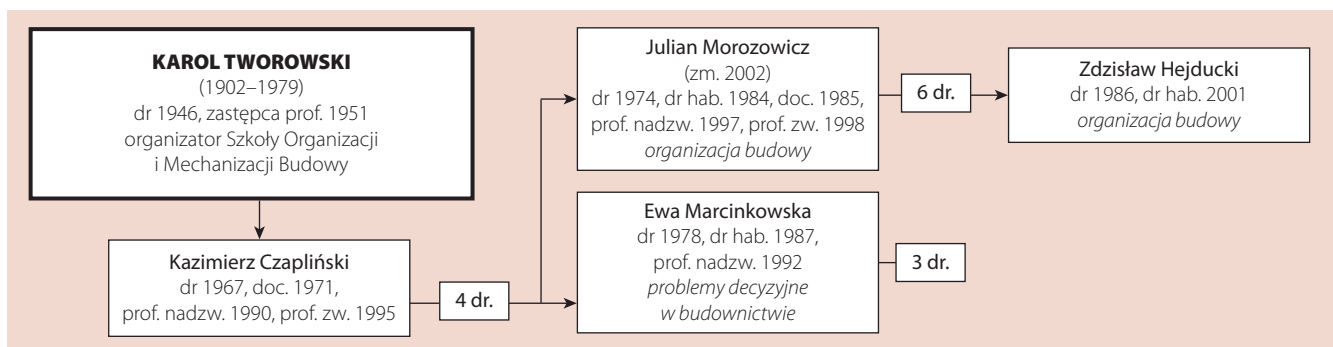 KAROL TWOROWSKI
(1902–1979)
dr 1946, zastępca prof. 1951
organizator Szkoły Organizacji
i Mechanizacji Budowy
Kazimierz Czapliński
dr 1967, doc. 1971,
prof. nadzw. 1990, prof. zw. 1995
4 dr.
Julian Morozowicz
(zm. 2002)
dr 1974, dr hab. 1984, doc. 1985,
prof. nadzw. 1997, prof. zw. 1998
organizacja budowy
6 dr.
Zdzisław Hejducki
dr 1986, dr hab. 2001
organizacja budowy
Ewa Marcinkowska
dr 1978, dr hab. 1987,
prof. nadzw. 1992
problemy decyzyjne
w budownictwie
3 dr.